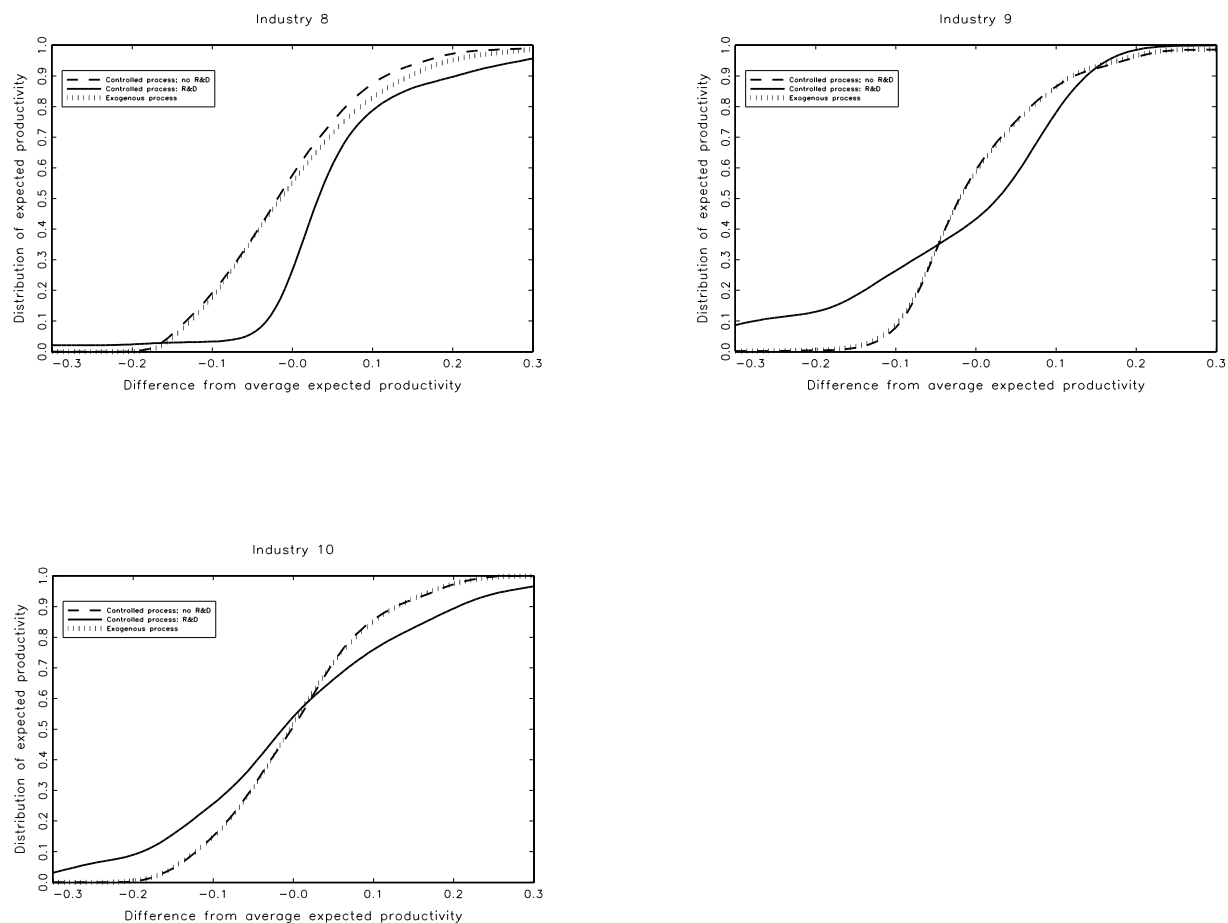 Industry 8
Distribution of expected productivity
0.0 0.1 0.2 0.3 0.4 0.5 0.6 0.7 0.8 0.9 1.0
Controlled process; no R&D
Controlled process; R&D
Exogenous process
−0.3 −0.2 −0.1 −0.0 0.1 0.2 0.3
Difference from average expected productivity
Industry 9
Distribution of expected productivity
0.0 0.1 0.2 0.3 0.4 0.5 0.6 0.7 0.8 0.9 1.0
Controlled process; no R&D
Controlled process; R&D
Exogenous process
−0.3 −0.2 −0.1 −0.0 0.1 0.2 0.3
Difference from average expected productivity
Industry 10
Distribution of expected productivity
0.0 0.1 0.2 0.3 0.4 0.5 0.6 0.7 0.8 0.9 1.0
Controlled process; no R&D
Controlled process; R&D
Exogenous process
−0.3 −0.2 −0.1 −0.0 0.1 0.2 0.3
Difference from average expected productivity